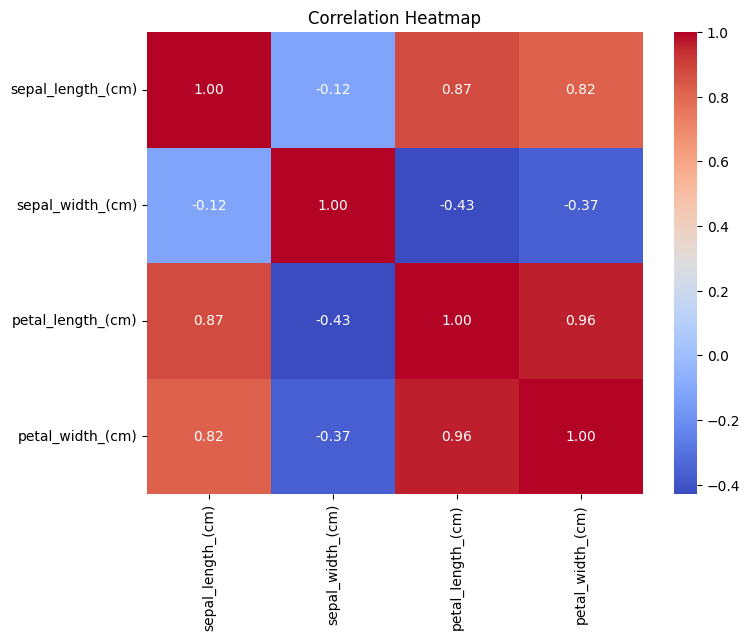 Correlation Heatmap
sepal_length_(cm) 1.00 -0.12 0.87 0.82
sepal_width_(cm) -0.12 1.00 -0.43 -0.37
petal_length_(cm) 0.87 -0.43 1.00 0.96
petal_width_(cm) 0.82 -0.37 0.96 1.00
sepal_length_(cm)
sepal_width_(cm)
petal_length_(cm)
petal_width_(cm)
1.0
0.8
0.6
0.4
0.2
0.0
−0.2
−0.4